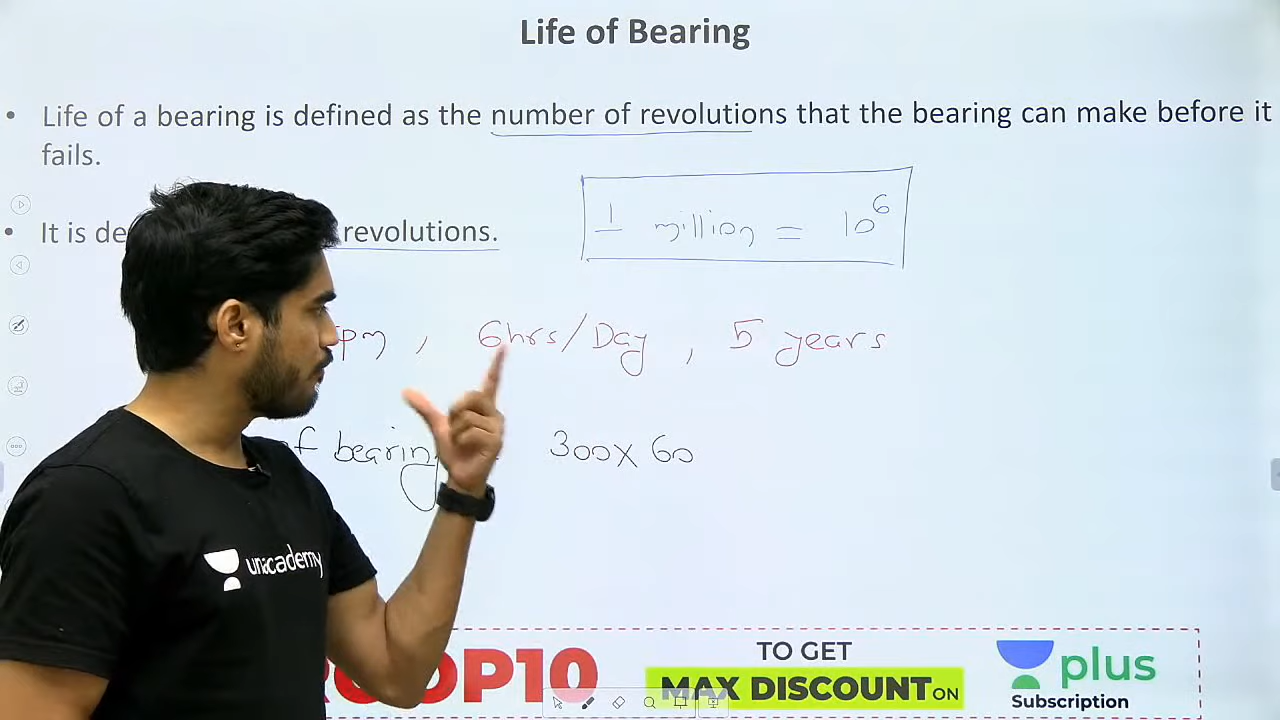 Life of Bearing
• Life of a bearing is defined as the number of revolutions that the bearing can make before it
fails.
• It is de revolutions.
1 million = 10^6
pm , 6hrs/Day , 5 years
of bearing 300x60
unacademy
OP10
TO GET
MAX DISCOUNT ON
plus
Subscription